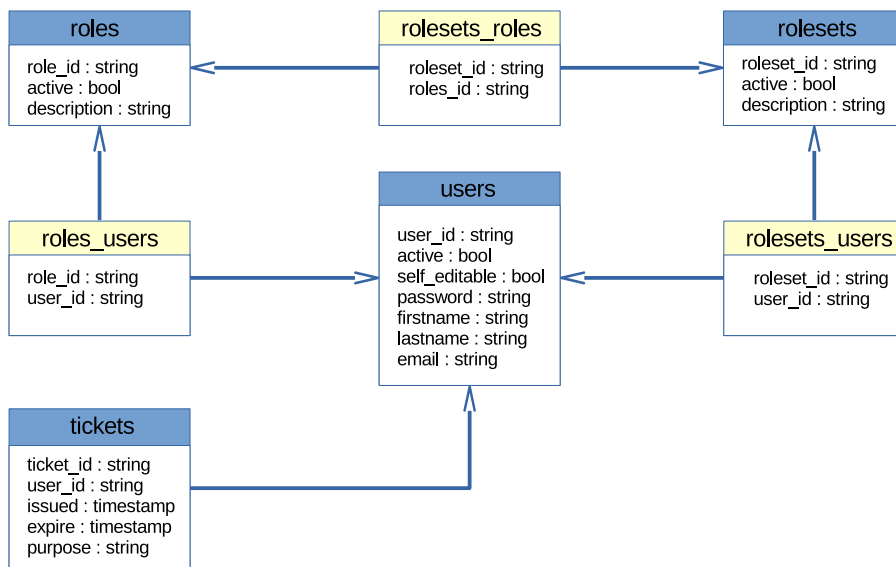 roles
role_id : string
active : bool
description : string
rolesets_roles
roleset_id : string
roles_id : string
rolesets
roleset_id : string
active : bool
description : string
roles_users
role_id : string
user_id : string
users
user_id : string
active : bool
self_editable : bool
password : string
firstname : string
lastname : string
email : string
rolesets_users
roleset_id : string
user_id : string
tickets
ticket_id : string
user_id : string
issued : timestamp
expire : timestamp
purpose : string